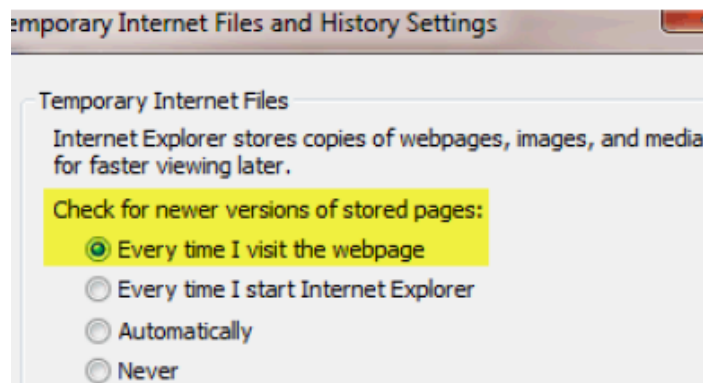 emporary Internet Files and History Settings
Temporary Internet Files
Internet Explorer stores copies of webpages, images, and media
for faster viewing later.
Check for newer versions of stored pages:
Every time I visit the webpage
Every time I start Internet Explorer
Automatically
Never